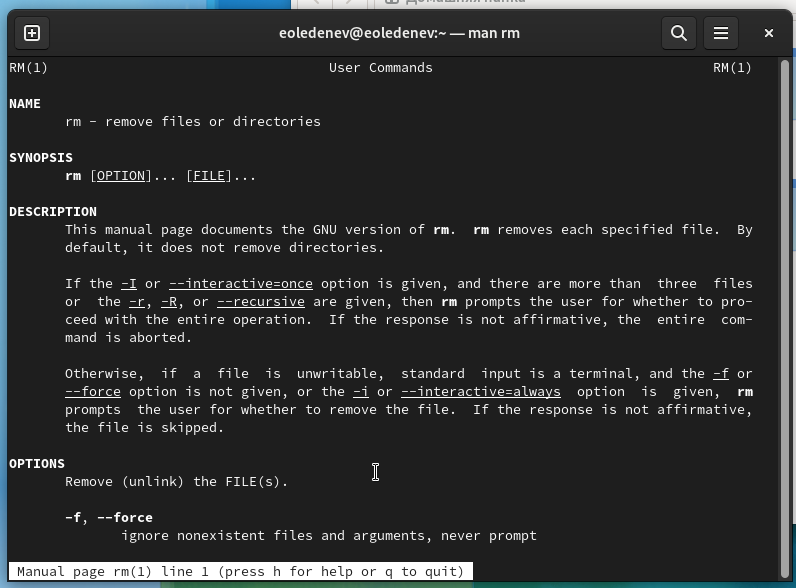 Домашняя папка
eoledenev@eoledenev:~ — man rm
RM(1) User Commands RM(1)
NAME
rm - remove files or directories
SYNOPSIS
rm [OPTION]... [FILE]...
DESCRIPTION
This manual page documents the GNU version of rm. rm removes each specified file. By
default, it does not remove directories.
If the -I or --interactive=once option is given, and there are more than three files
or the -r, -R, or --recursive are given, then rm prompts the user for whether to pro-
ceed with the entire operation. If the response is not affirmative, the entire com-
mand is aborted.
Otherwise, if a file is unwritable, standard input is a terminal, and the -f or
--force option is not given, or the -i or --interactive=always option is given, rm
prompts the user for whether to remove the file. If the response is not affirmative,
the file is skipped.
OPTIONS
Remove (unlink) the FILE(s).
-f, --force
ignore nonexistent files and arguments, never prompt
Manual page rm(1) line 1 (press h for help or q to quit)